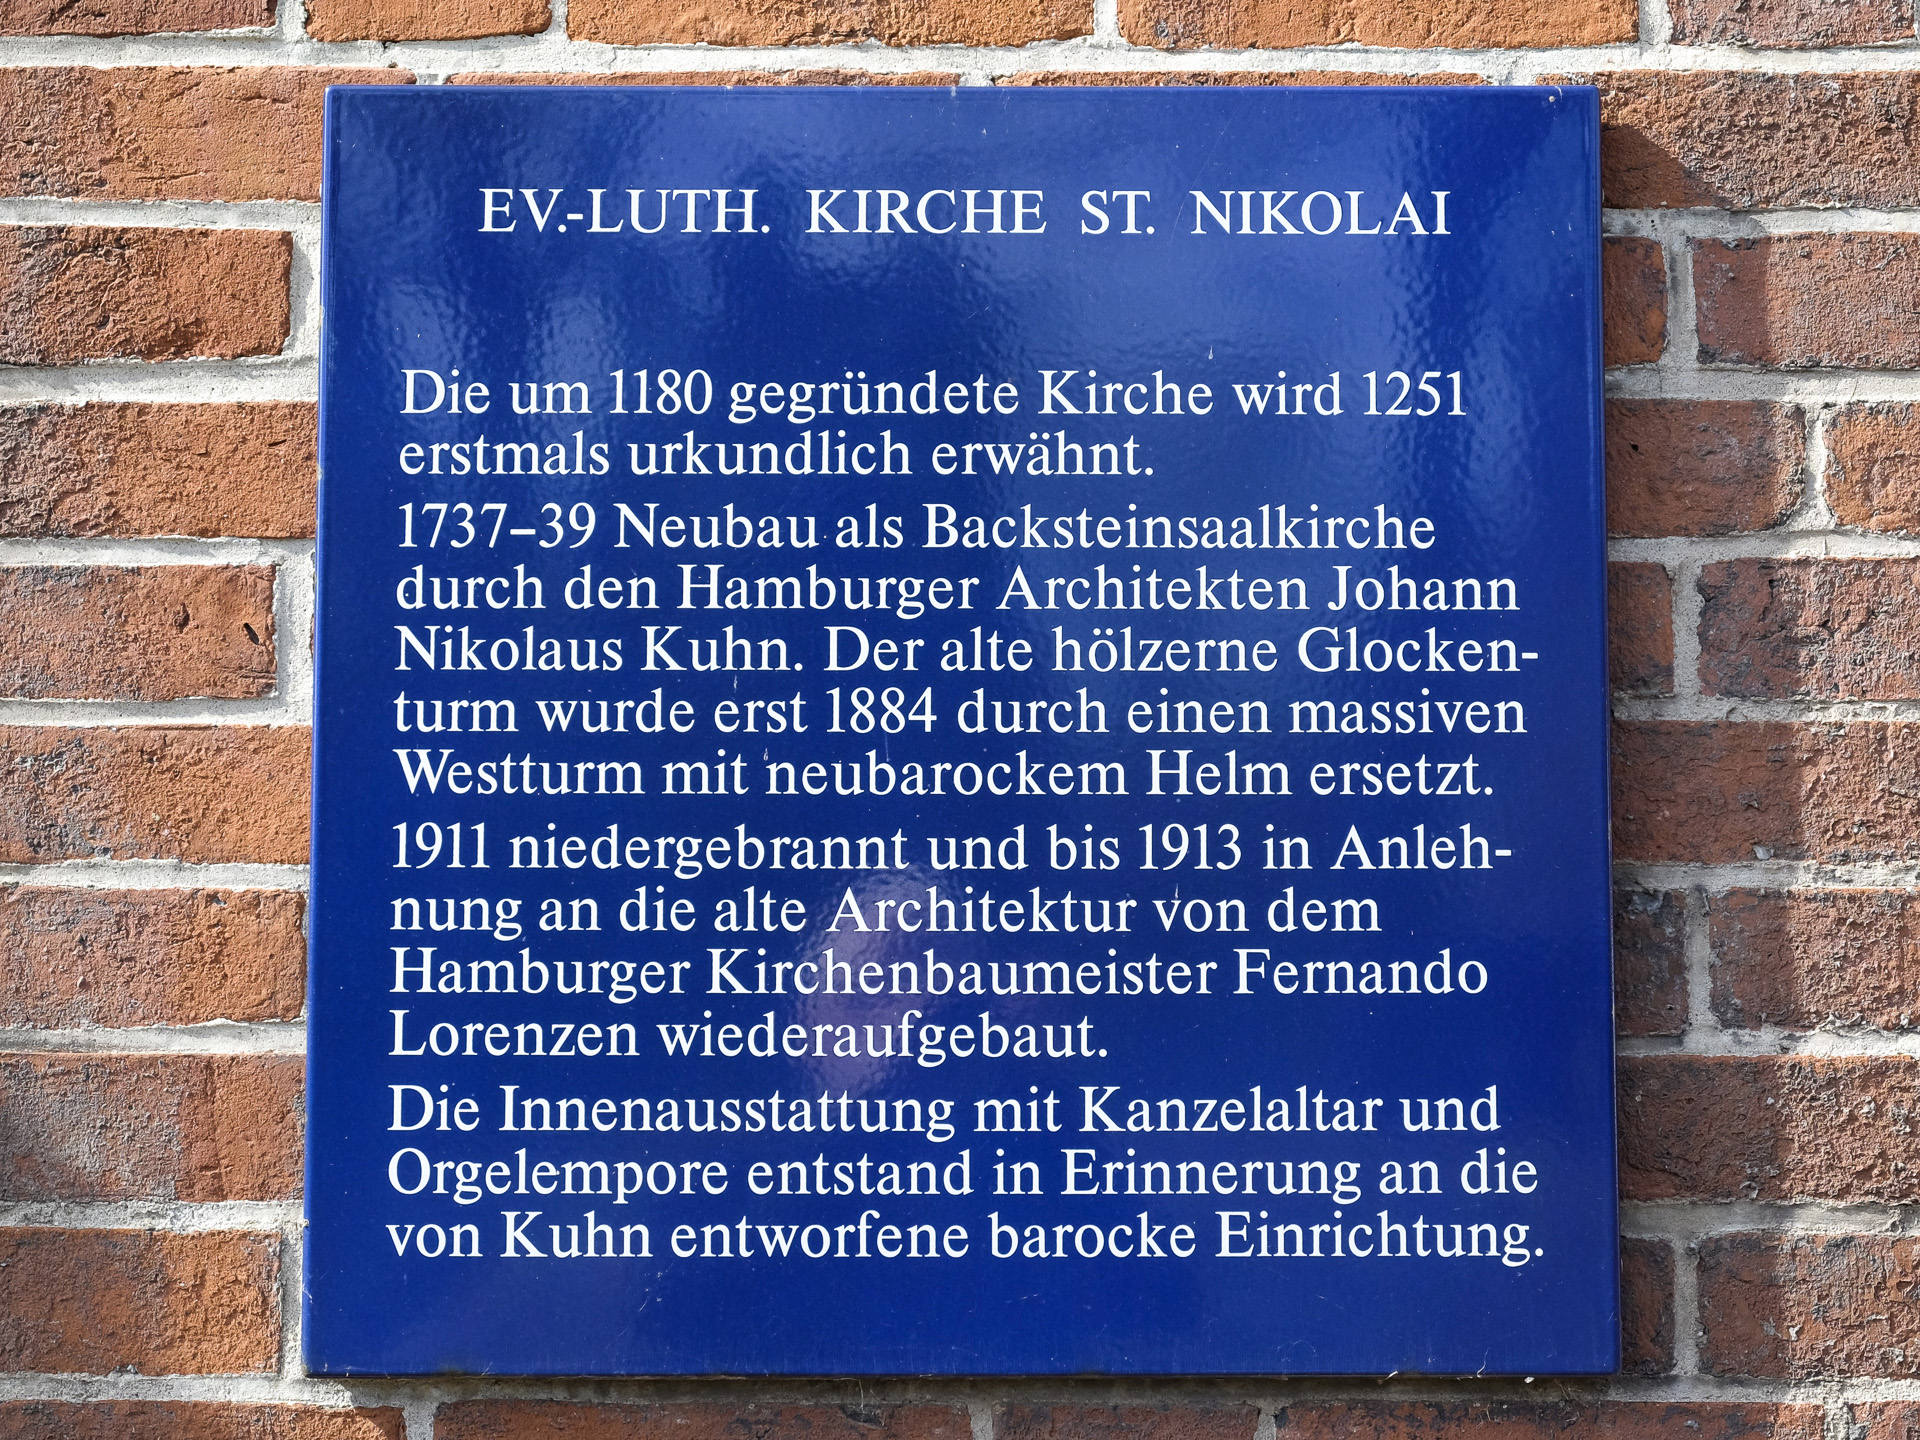 EV.-LUTH. KIRCHE ST. NIKOLAI
Die um 1180 gegründete Kirche wird 1251
erstmals urkundlich erwähnt.
1737–39 Neubau als Backsteinsaalkirche
durch den Hamburger Architekten Johann
Nikolaus Kuhn. Der alte hölzerne Glocken-
turm wurde erst 1884 durch einen massiven
Westturm mit neubarockem Helm ersetzt.
1911 niedergebrannt und bis 1913 in Anleh-
nung an die alte Architektur von dem
Hamburger Kirchenbaumeister Fernando
Lorenzen wiederaufgebaut.
Die Innenausstattung mit Kanzelaltar und
Orgelempore entstand in Erinnerung an die
von Kuhn entworfene barocke Einrichtung.